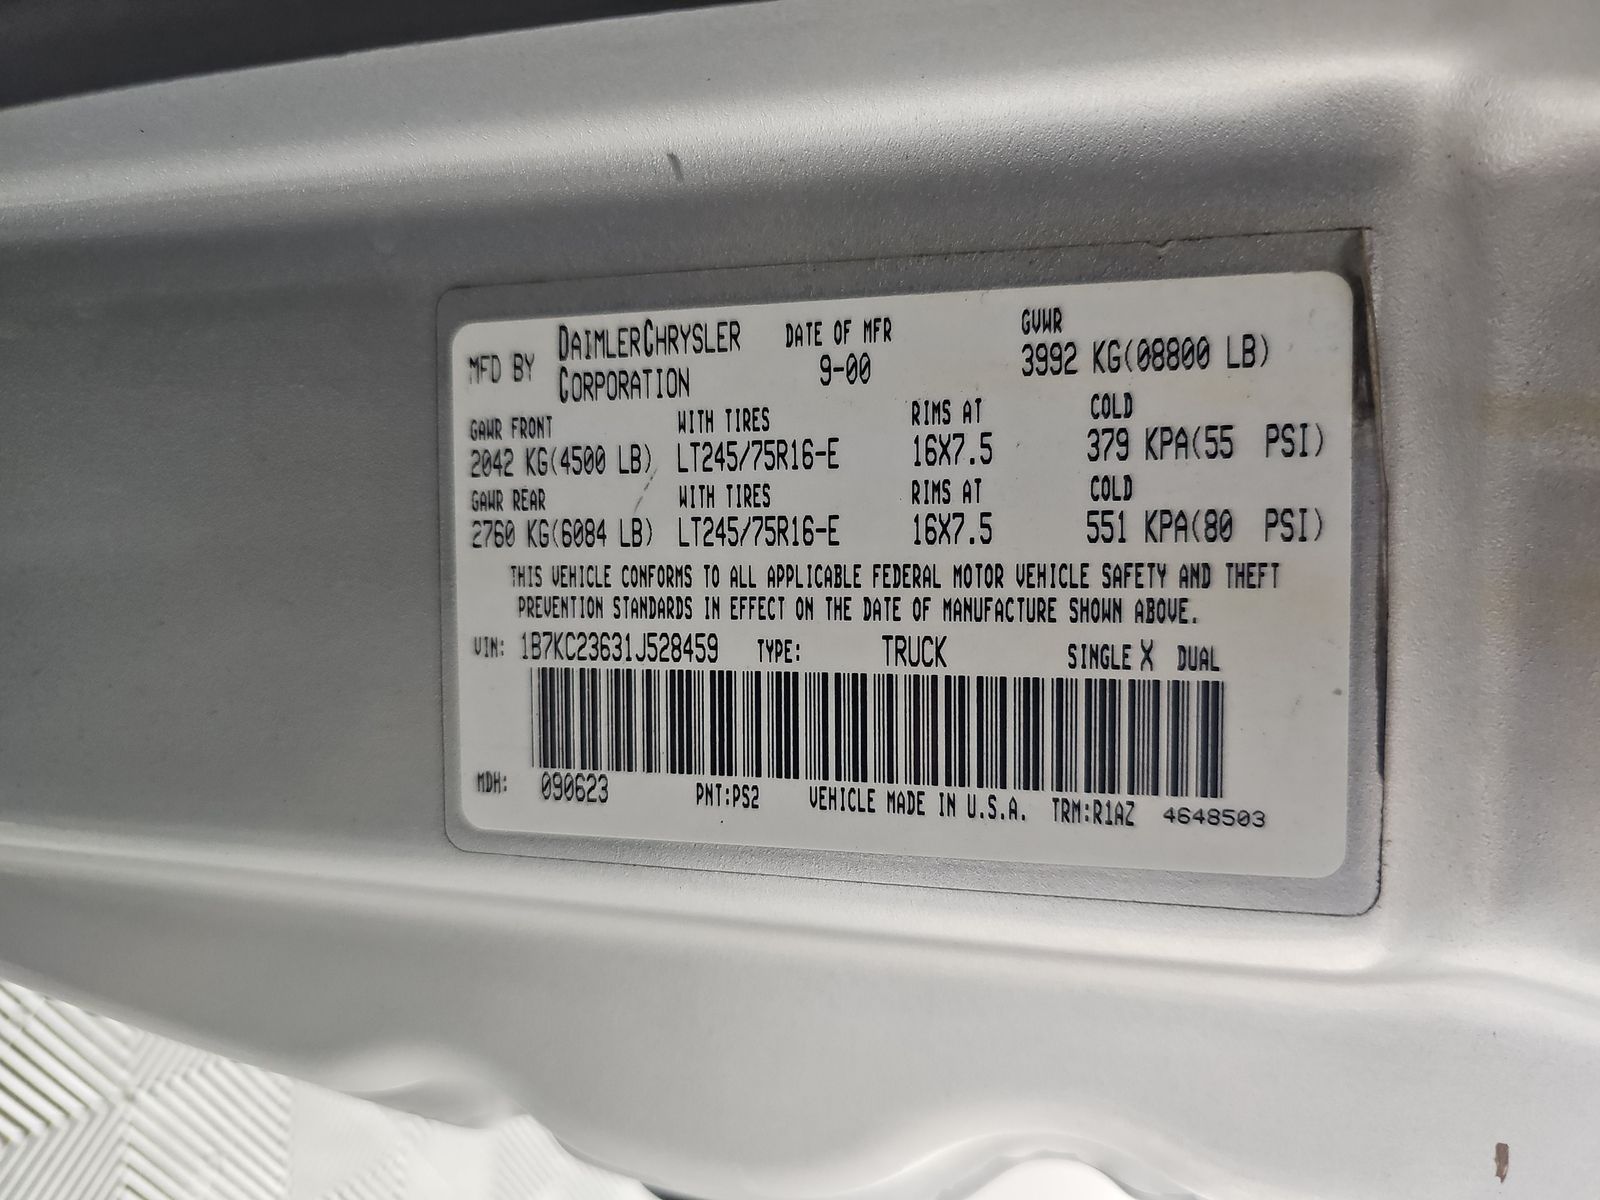 MFD BY DAIMLERCHRYSLER CORPORATION DATE OF MFR 9-00 GVWR 3992 KG(08800 LB)
GAWR FRONT WITH TIRES RIMS AT COLD
2042 KG(4500 LB) LT245/75R16-E 16X7.5 379 KPA(55 PSI)
GAWR REAR WITH TIRES RIMS AT COLD
2760 KG(6084 LB) LT245/75R16-E 16X7.5 551 KPA(80 PSI)
THIS VEHICLE CONFORMS TO ALL APPLICABLE FEDERAL MOTOR VEHICLE SAFETY AND THEFT
PREVENTION STANDARDS IN EFFECT ON THE DATE OF MANUFACTURE SHOWN ABOVE.
VIN: 1B7KC23631J528459 TYPE: TRUCK SINGLE X DUAL
MDH: 090623 PNT:PS2 VEHICLE MADE IN U.S.A. TRM:R1AZ 4648503